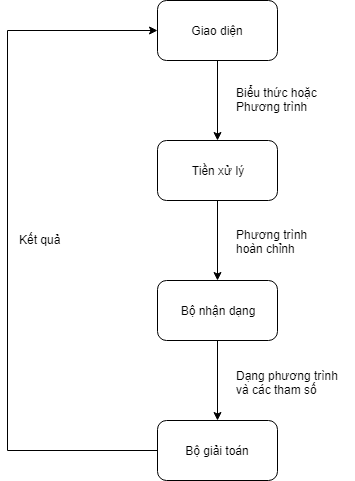 Giao diện
Biểu thức hoặc
Phương trình
Tiền xử lý
Phương trình
hoàn chỉnh
Kết quả
Bộ nhận dạng
Dạng phương trình
và các tham số
Bộ giải toán